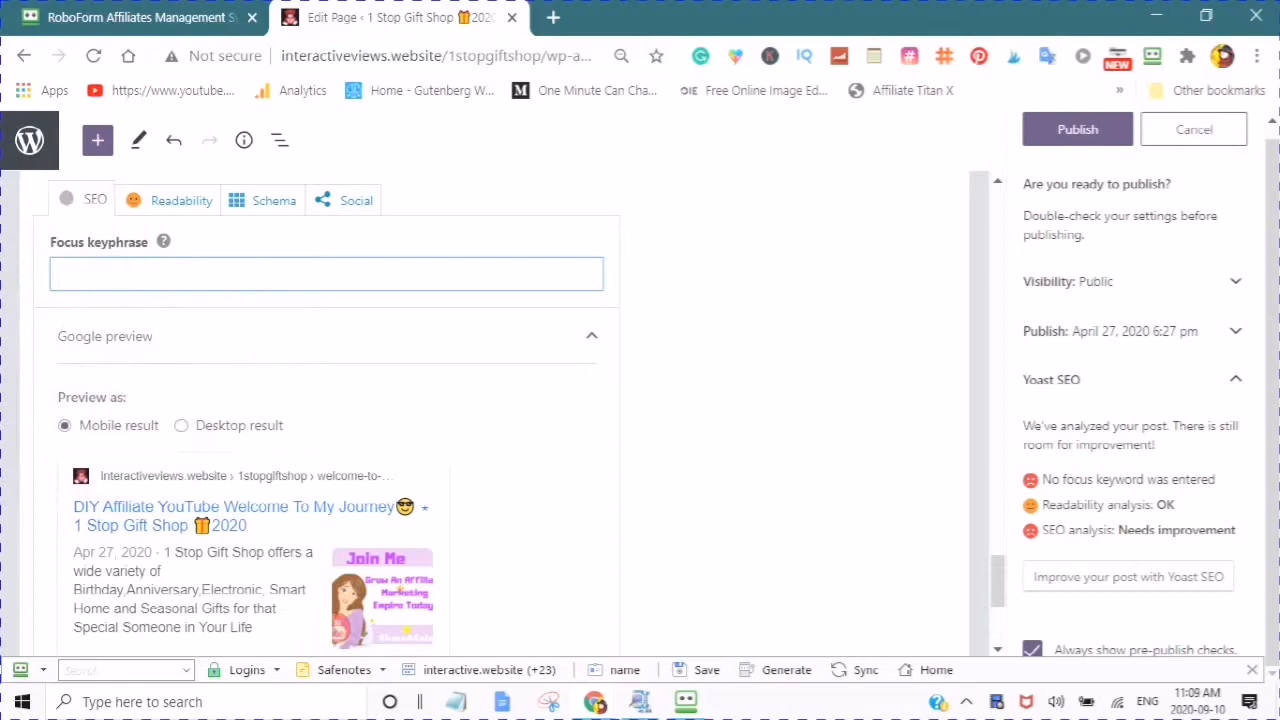 RoboForm Affiliates Management S
Edit Page ‹ 1 Stop Gift Shop 🎁202
Not secure
interactiveviews.website/1stopgiftshop/wp-a...
NEW
Apps
https://www.youtube....
Analytics
Home - Gutenberg W...
One Minute Can Cha...
OIE
Free Online Image Ed...
Affiliate Titan X
»
Other bookmarks
Publish
Cancel
SEO
Readability
Schema
Social
Focus keyphrase
Google preview
Preview as:
Mobile result
Desktop result
Interactiveviews.website › 1stopgiftshop › welcome-to-...
DIY Affiliate YouTube Welcome To My Journey😎 ⋆
1 Stop Gift Shop 🎁2020
Apr 27, 2020 · 1 Stop Gift Shop offers a
wide variety of
Birthday,Anniversary,Electronic, Smart
Home and Seasonal Gifts for that
Special Someone in Your Life
Join Me
Grow An Affilia
Marketing
Empire Today
Are you ready to publish?
Double-check your settings before
publishing.
Visibility: Public
Publish: April 27, 2020 6:27 pm
Yoast SEO
We've analyzed your post. There is still
room for improvement!
No focus keyword was entered
Readability analysis: OK
SEO analysis: Needs improvement
Improve your post with Yoast SEO
Always show pre-publish checks.
Search
Logins
Safenotes
interactive.website (+23)
name
Save
Generate
Sync
Home
Type here to search
ENG
11:09 AM
2020-09-10